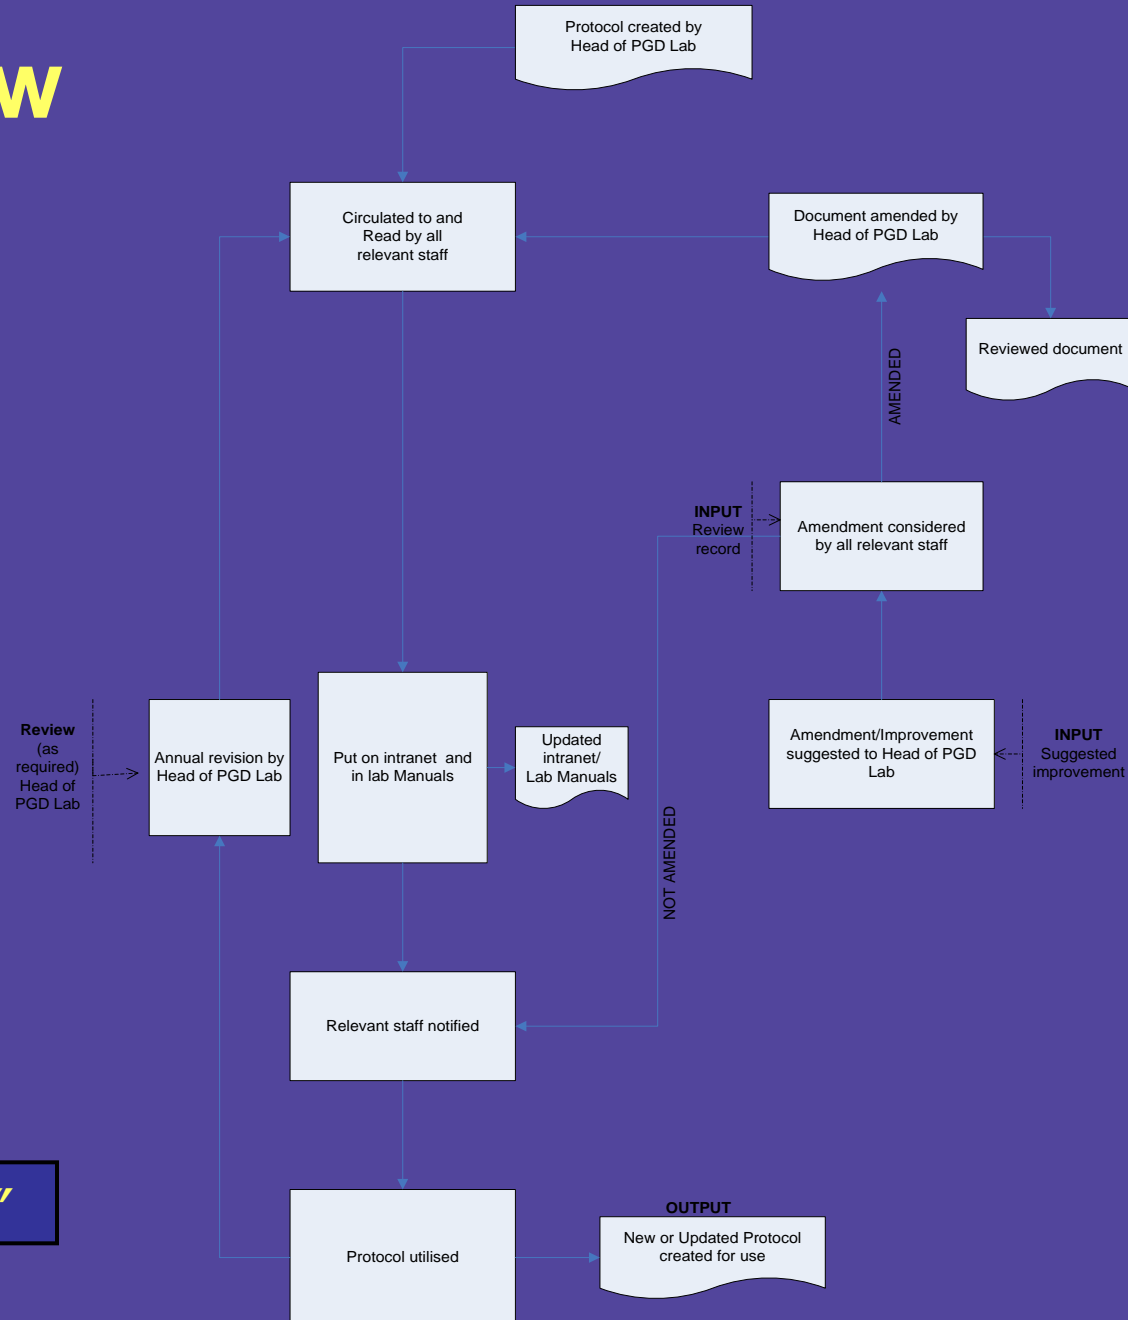 w
Protocol created by
Head of PGD Lab
Circulated to and
Read by all
relevant staff
Document amended by
Head of PGD Lab
Reviewed document
AMENDED
INPUT
Review
record
Amendment considered
by all relevant staff
Review
(as
required)
Head of
PGD Lab
Annual revision by
Head of PGD Lab
Put on intranet and
in lab Manuals
Updated
intranet/
Lab Manuals
Amendment/Improvement
suggested to Head of PGD
Lab
INPUT
Suggested
improvement
NOT AMENDED
Relevant staff notified
”
Protocol utilised
OUTPUT
New or Updated Protocol
created for use